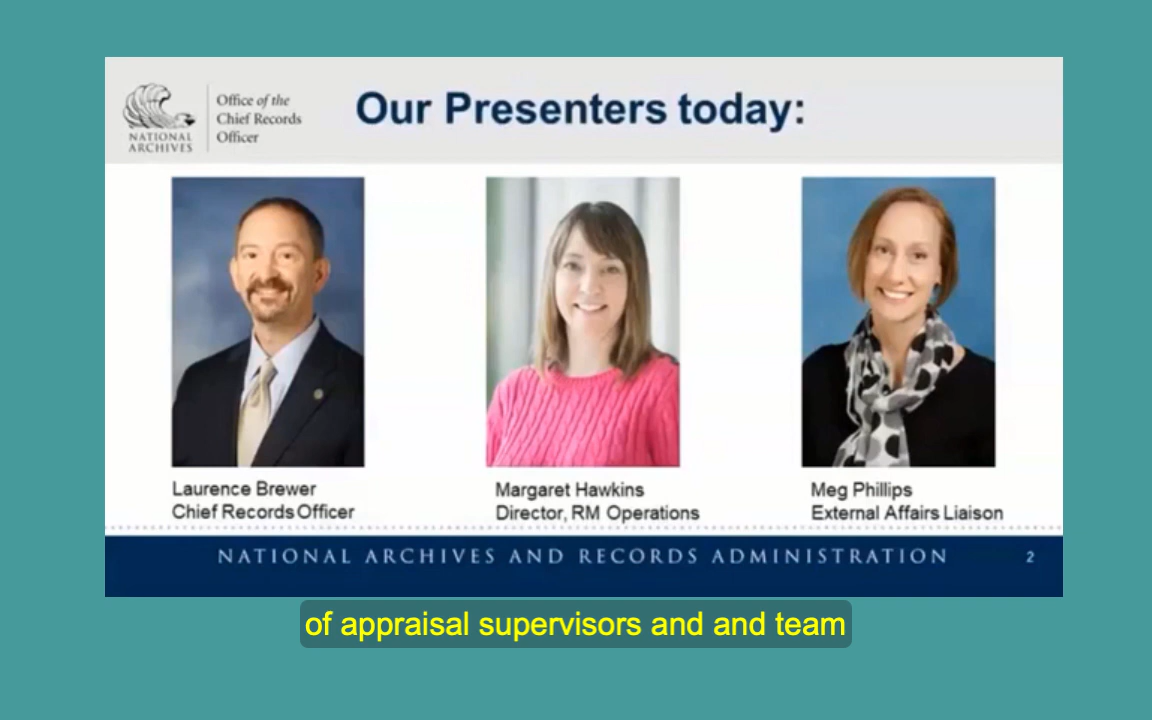 NATIONAL
ARCHIVES
Office of the
Chief Records
Officer
Our Presenters today:
Laurence Brewer
Chief Records Officer
Margaret Hawkins
Director, RM Operations
Meg Phillips
External Affairs Liaison
NATIONAL ARCHIVES AND RECORDS ADMINISTRATION
2
of appraisal supervisors and and team